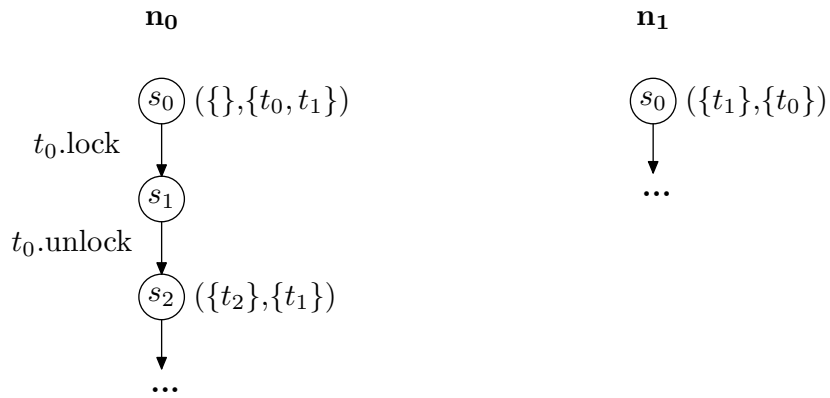 n₀ n₁
s₀ ({},{t₀, t₁}) s₀ ({t₁},{t₀})
t₀.lock
s₁ ...
t₀.unlock
s₂ ({t₂},{t₁})
...